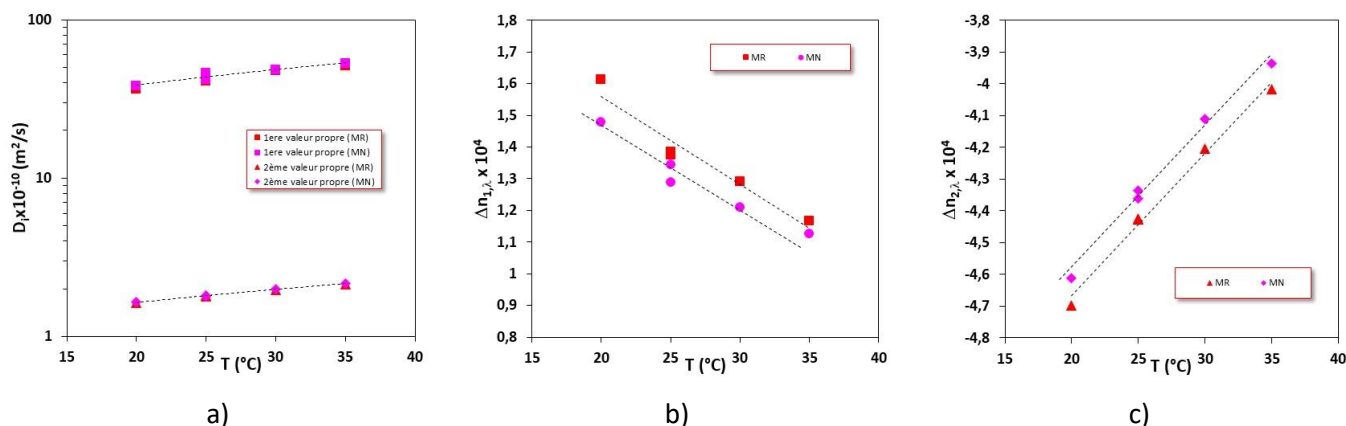 100
10
1
15 20 25 30 35 40
T (°C)
Dᵢx10⁻¹⁰ (m²/s)
1ere valeur propre (MR)
1ere valeur propre (MN)
2ème valeur propre (MR)
2ème valeur propre (MN)
a)
1,8
1,7
1,6
1,5
1,4
1,3
1,2
1,1
1
0,9
0,8
15 20 25 30 35 40
T (°C)
Δn₁,λ x 10⁴
MR MN
b)
-3,8
-3,9
-4
-4,1
-4,2
-4,3
-4,4
-4,5
-4,6
-4,7
-4,8
15 20 25 30 35 40
T (°C)
Δn₂,λ x 10⁴
MR MN
c)